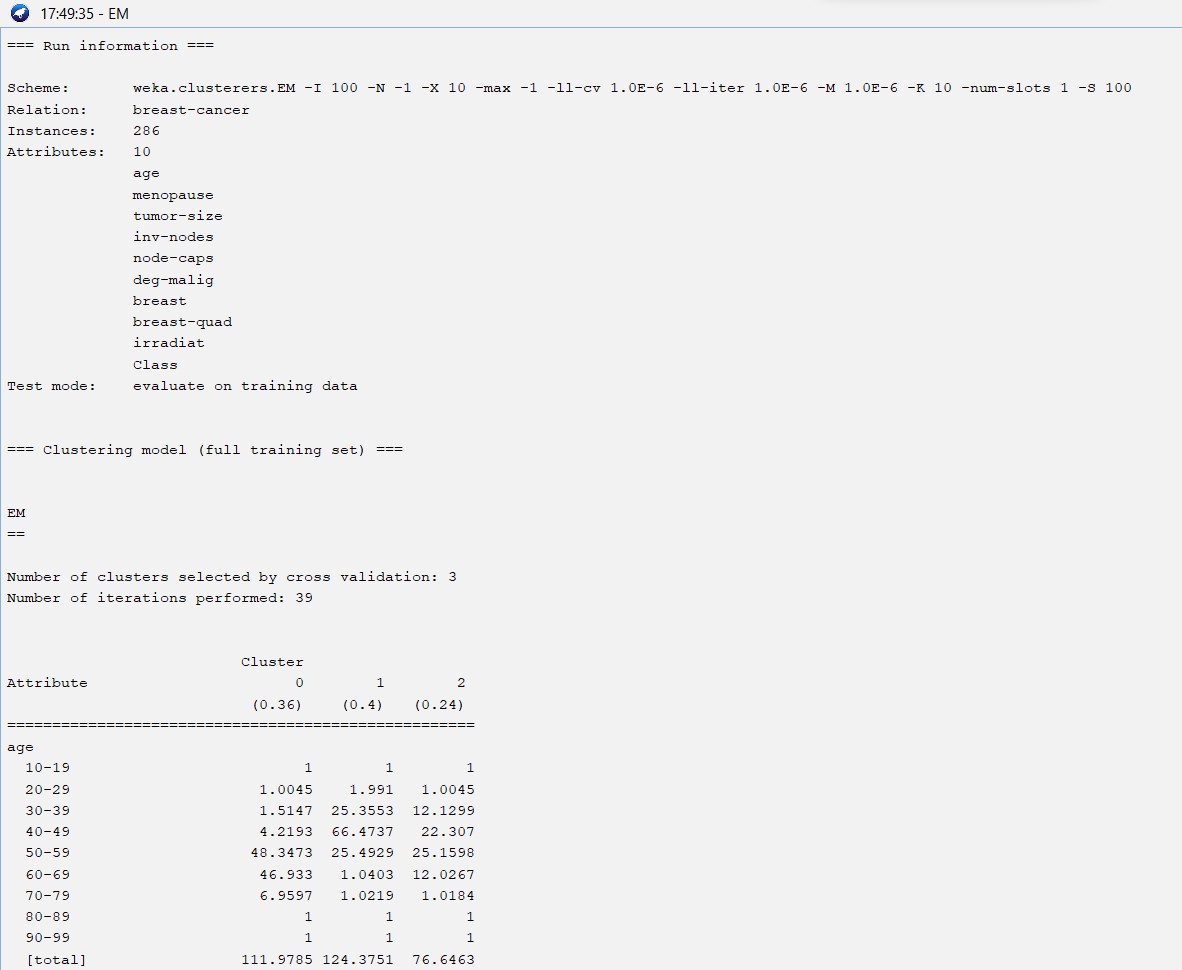 17:49:35 - EM
=== Run information ===
Scheme:       weka.clusterers.EM -I 100 -N -1 -X 10 -max -1 -ll-cv 1.0E-6 -ll-iter 1.0E-6 -M 1.0E-6 -K 10 -num-slots 1 -S 100
Relation:     breast-cancer
Instances:    286
Attributes:   10
              age
              menopause
              tumor-size
              inv-nodes
              node-caps
              deg-malig
              breast
              breast-quad
              irradiat
              Class
Test mode:    evaluate on training data
=== Clustering model (full training set) ===
EM
==
Number of clusters selected by cross validation: 3
Number of iterations performed: 39
                          Cluster
Attribute                       0        1        2
                           (0.36)    (0.4)   (0.24)
====================================================
age
  10-19                          1        1        1
  20-29                     1.0045    1.991   1.0045
  30-39                     1.5147  25.3553  12.1299
  40-49                     4.2193  66.4737   22.307
  50-59                    48.3473  25.4929  25.1598
  60-69                     46.933   1.0403  12.0267
  70-79                     6.9597   1.0219   1.0184
  80-89                          1        1        1
  90-99                          1        1        1
  [total]                 111.9785 124.3751  76.6463